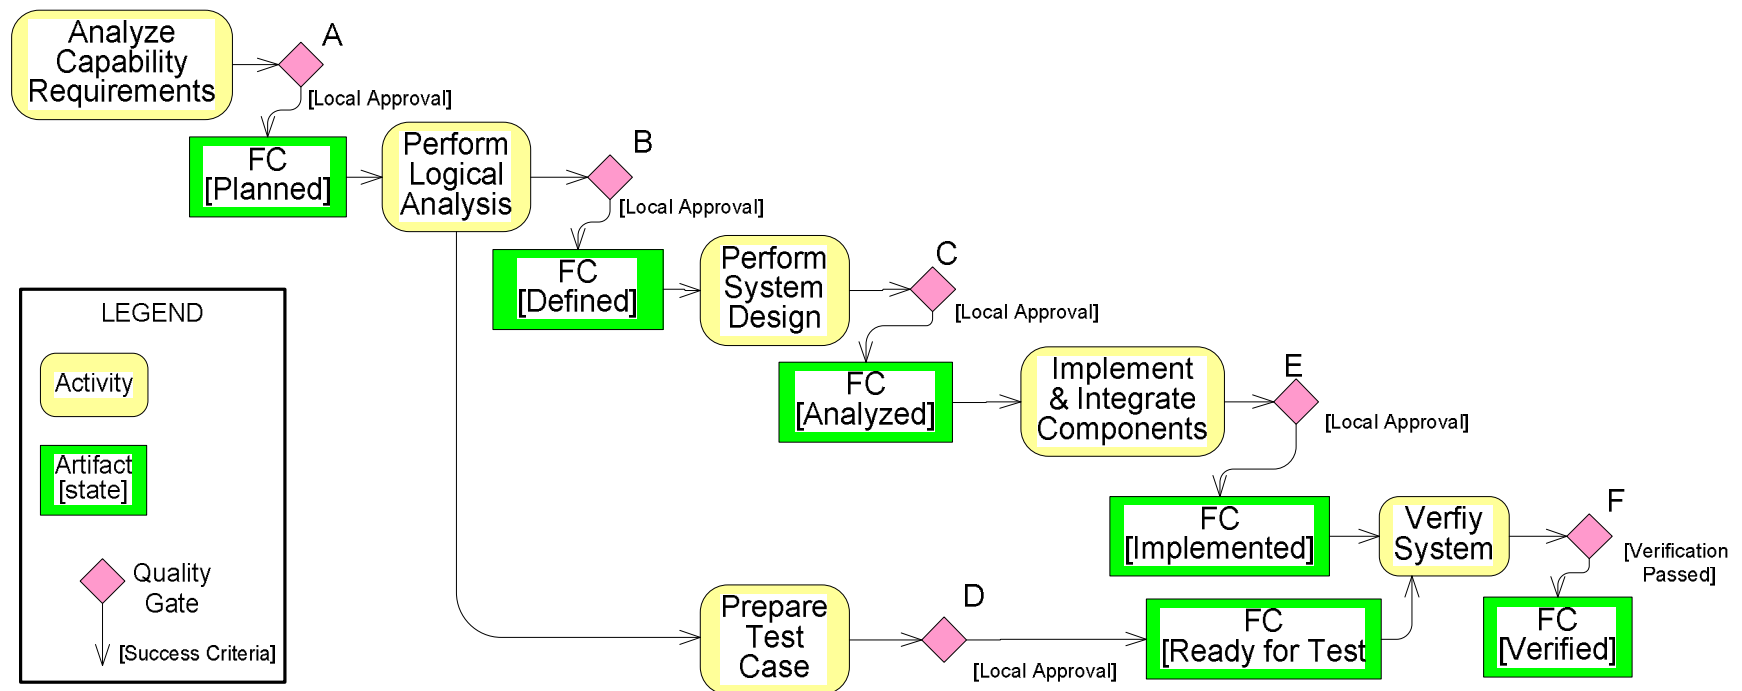 Analyze
Capability
Requirements
A
[Local Approval]
FC
[Planned]
Perform
Logical
Analysis
B
[Local Approval]
FC
[Defined]
Perform
System
Design
C
[Local Approval]
FC
[Analyzed]
Implement
& Integrate
Components
E
[Local Approval]
FC
[Implemented]
Verfiy
System
F
[Verification
Passed]
FC
[Verified]
Prepare
Test
Case
D
[Local Approval]
FC
[Ready for Test
LEGEND
Activity
Artifact
[state]
Quality
Gate
[Success Criteria]